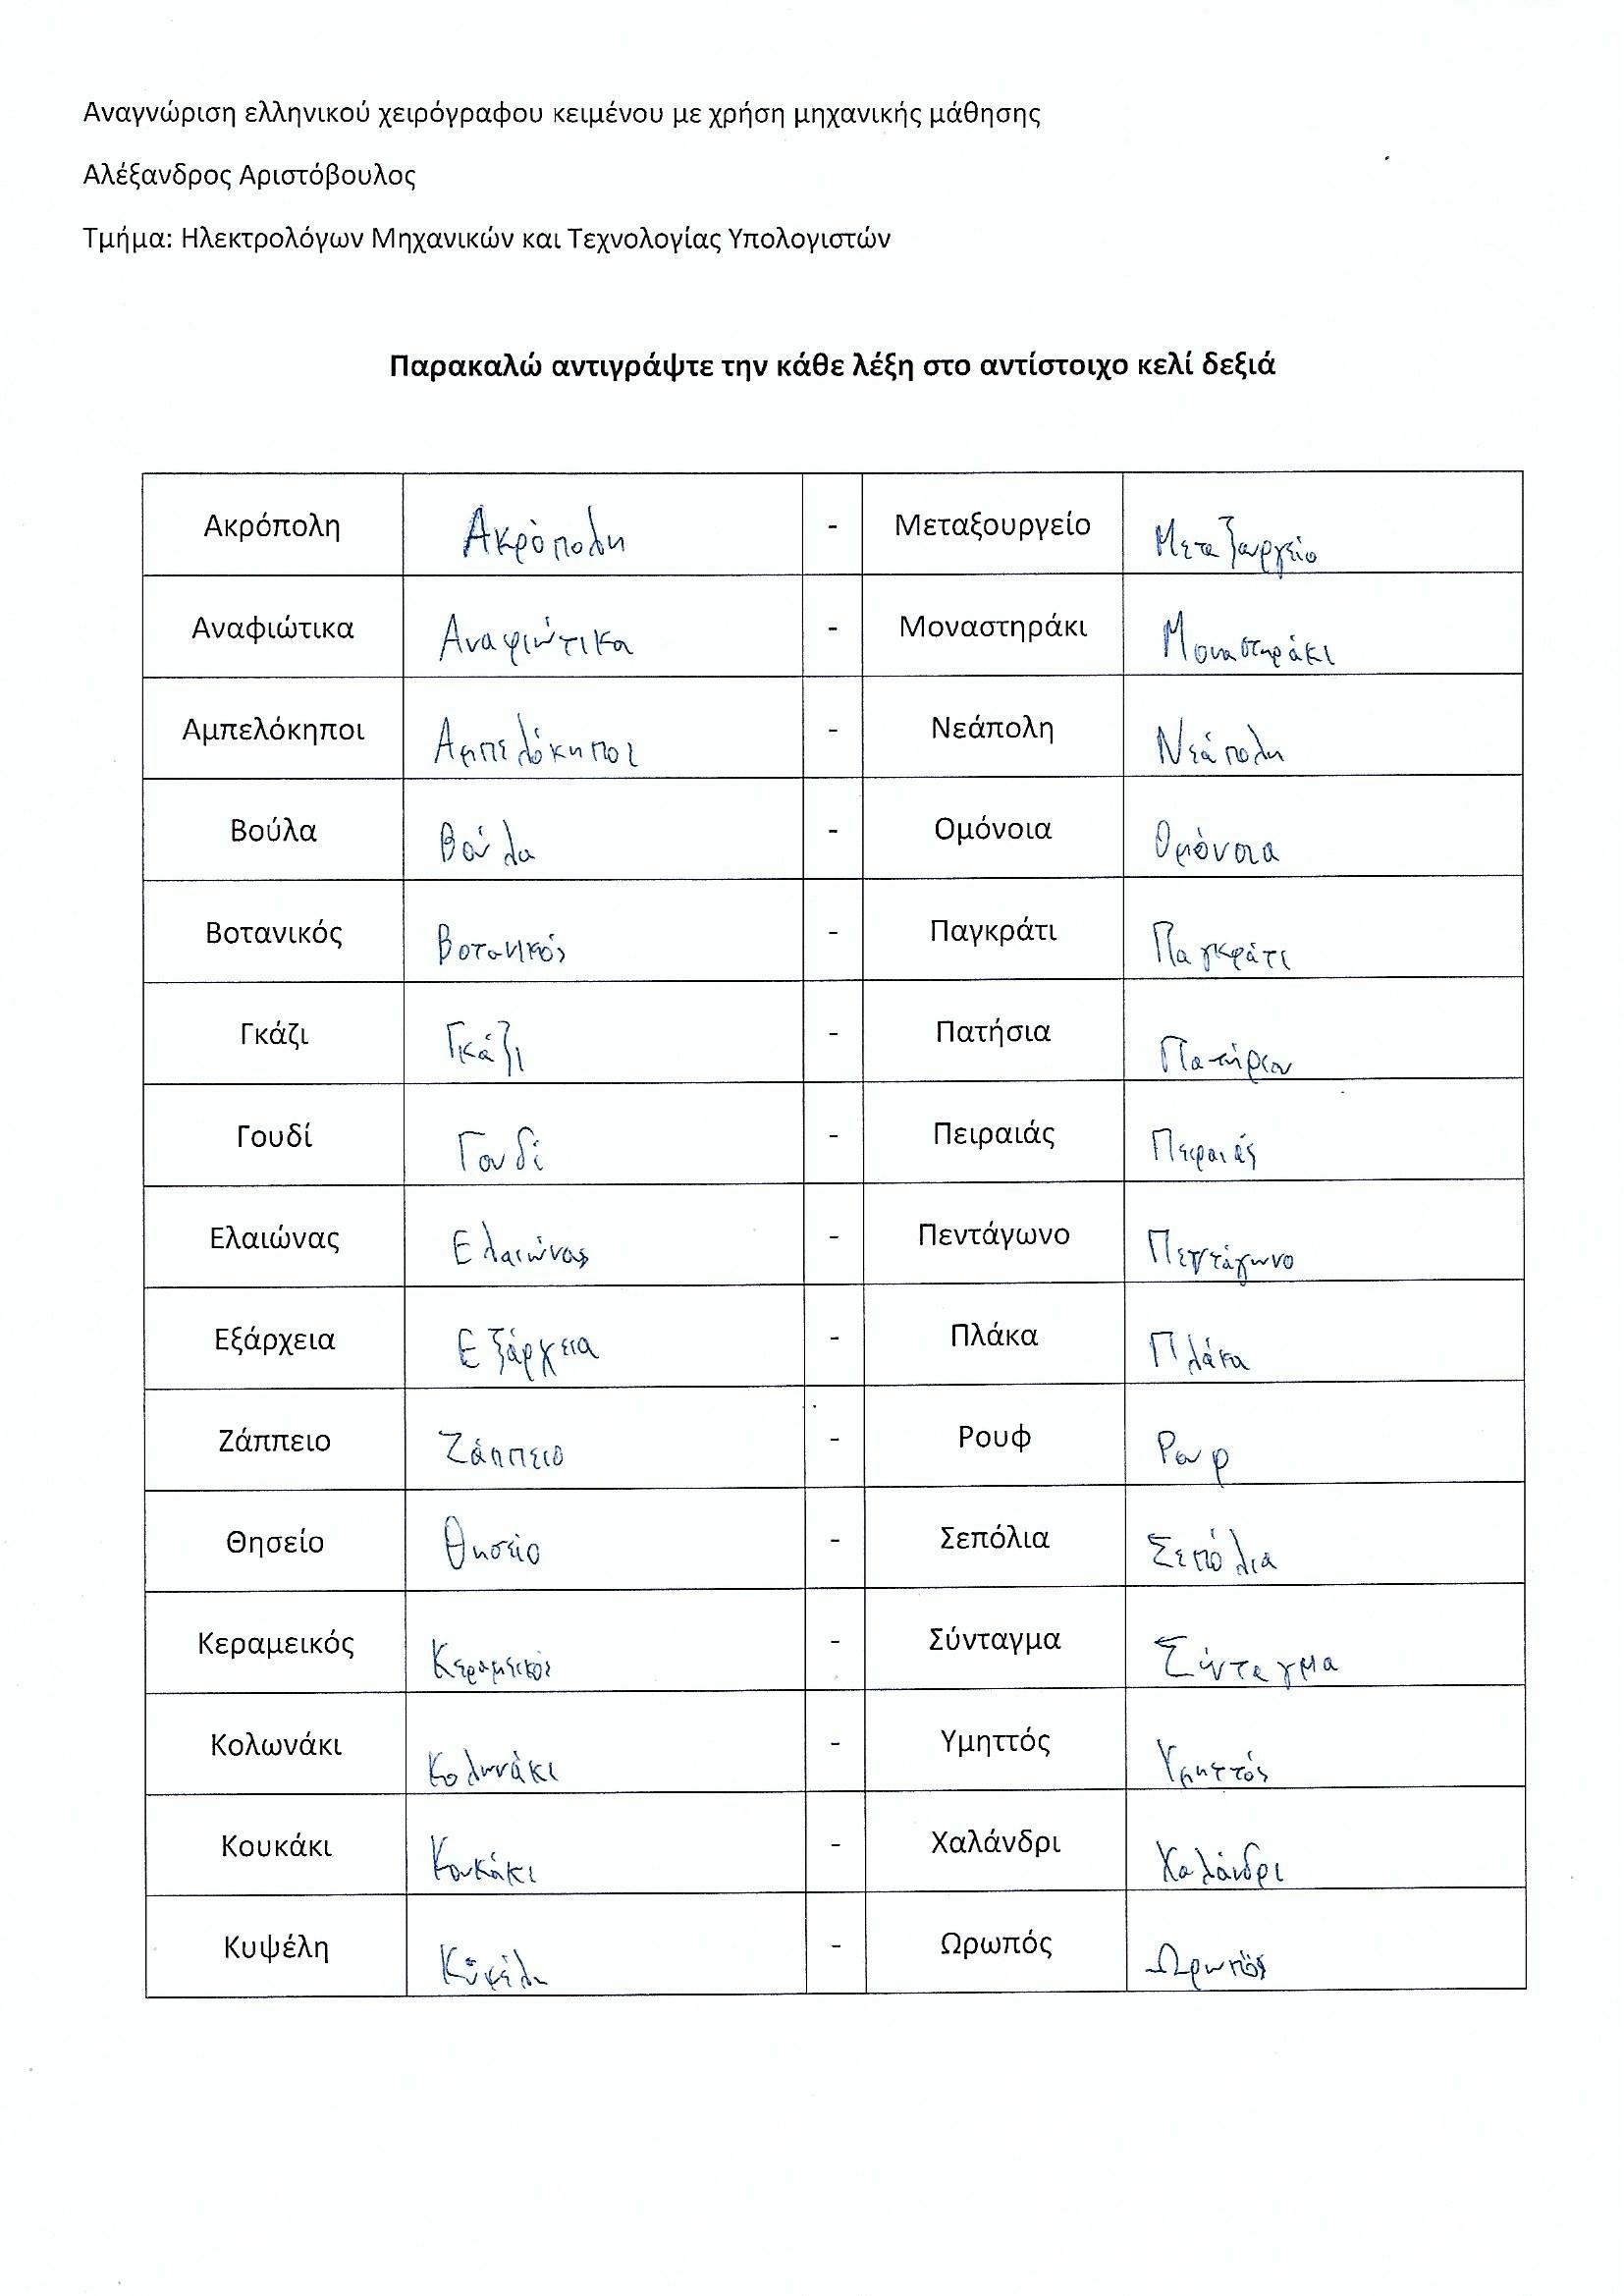 Αναγνώριση ελληνικού χειρόγραφου κειμένου με χρήση μηχανικής μάθησης
Αλέξανδρος Αριστόβουλος
Τμήμα: Ηλεκτρολόγων Μηχανικών και Τεχνολογίας Υπολογιστών
Παρακαλώ αντιγράψτε την κάθε λέξη στο αντίστοιχο κελί δεξιά
Ακρόπολη Ακρόπολη - Μεταξουργείο Μεταξουργείο
Αναφιώτικα Αναφιώτικα - Μοναστηράκι Μοναστηράκι
Αμπελόκηποι Αμπελόκηποι - Νεάπολη Νεάπολη
Βούλα Βούλα - Ομόνοια Ομόνοια
Βοτανικός Βοτανικός - Παγκράτι Παγκράτι
Γκάζι Γκάζι - Πατήσια Πατήσια
Γουδί Γουδί - Πειραιάς Πειραιάς
Ελαιώνας Ελαιώνας - Πεντάγωνο Πεντάγωνο
Εξάρχεια Εξάρχεια - Πλάκα Πλάκα
Ζάππειο Ζάππειο - Ρουφ Ρουφ
Θησείο Θησείο - Σεπόλια Σεπόλια
Κεραμεικός Κεραμεικός - Σύνταγμα Σύνταγμα
Κολωνάκι Κολωνάκι - Υμηττός Υμηττός
Κουκάκι Κουκάκι - Χαλάνδρι Χαλάνδρι
Κυψέλη Κυψέλη - Ωρωπός Ωρωπός